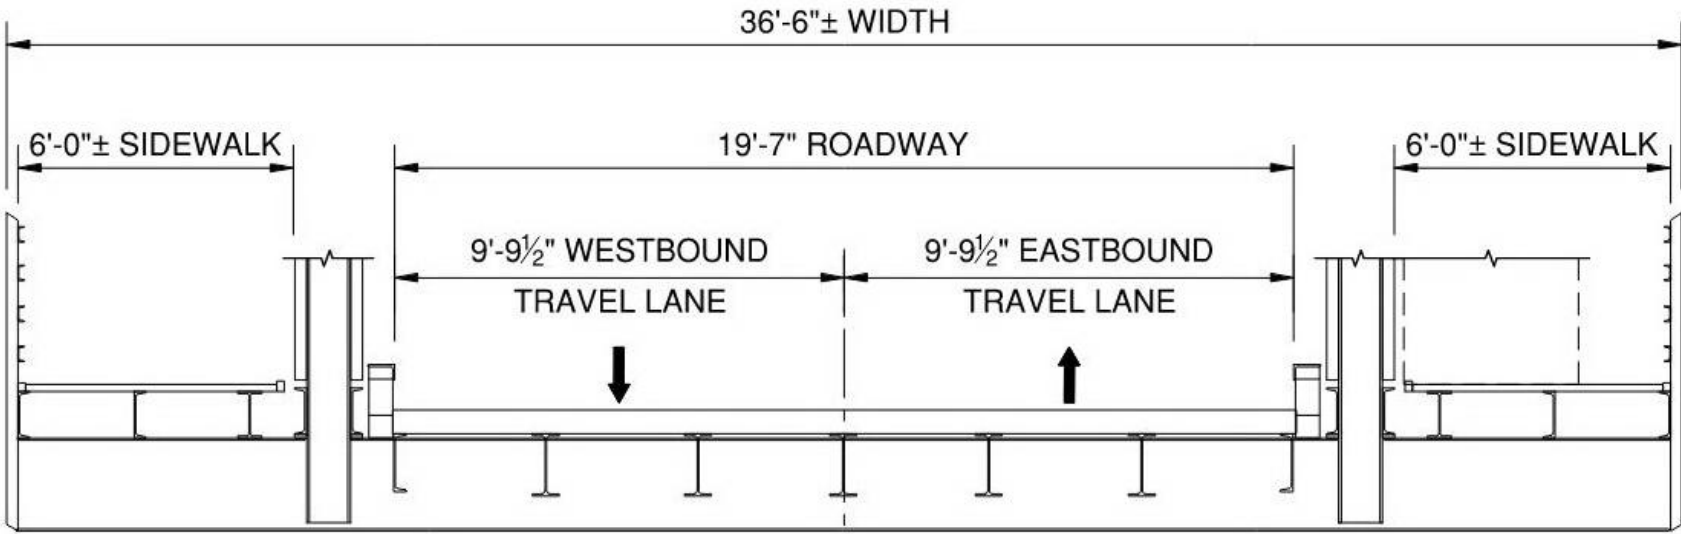 36'-6"± WIDTH
6'-0"± SIDEWALK
19'-7" ROADWAY
6'-0"± SIDEWALK
9'-9½" WESTBOUND
TRAVEL LANE
9'-9½" EASTBOUND
TRAVEL LANE